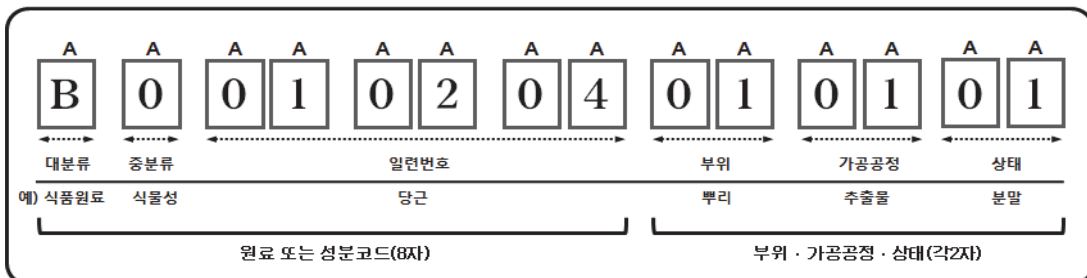 A A A A A A A A A A A A A A
B 0 0 1 0 2 0 4 0 1 0 1 0 1
대분류 중분류 일련번호 부위 가공공정 상태
예) 식품원료 식물성 당근 뿌리 추출물 분말
원료 또는 성분코드(8자) 부위 · 가공공정 · 상태(각2자)